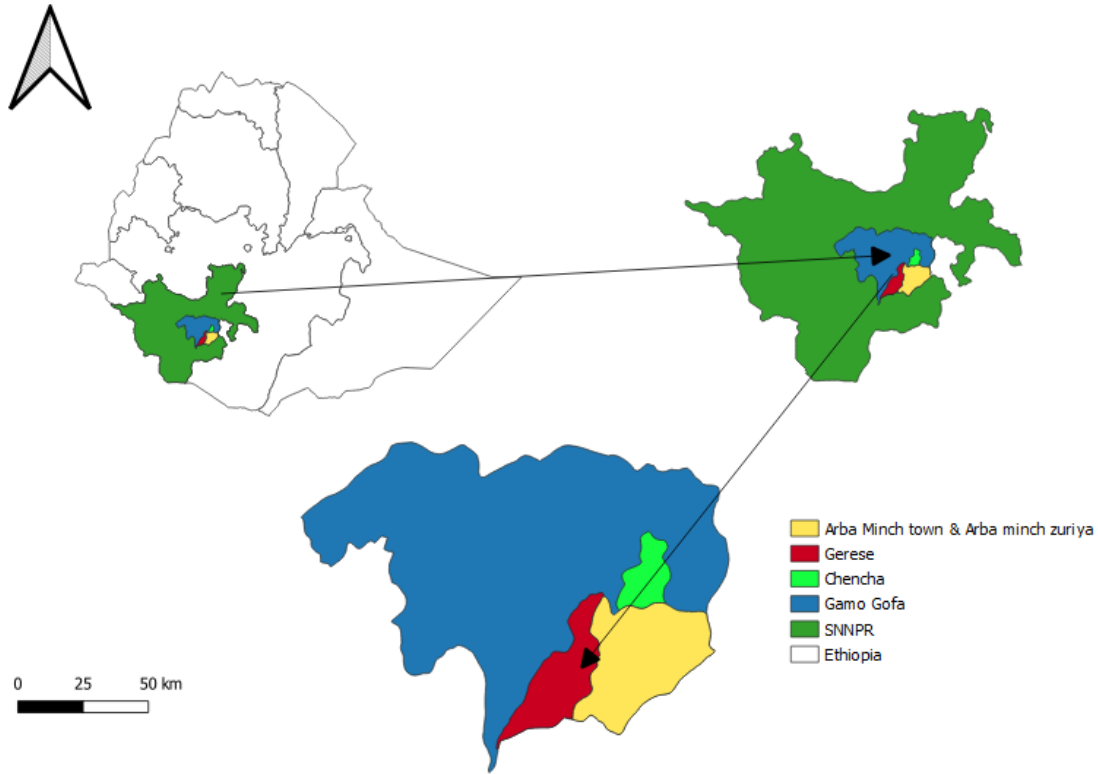 Arba Minch town & Arba minch zuriya
Gerese
Chencha
Gamo Gofa
SNNPR
Ethiopia
0 25 50 km